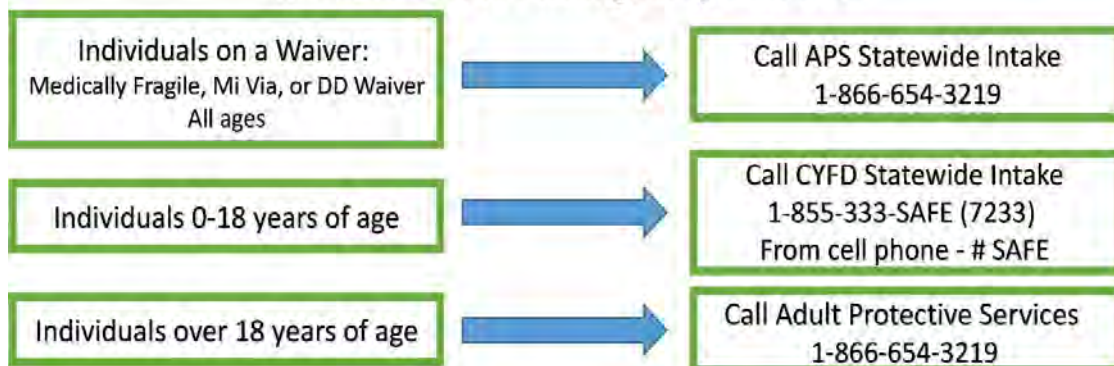 Individuals on a Waiver:
Medically Fragile, Mi Via, or DD Waiver
All ages
Call APS Statewide Intake
1-866-654-3219
Individuals 0-18 years of age
Call CYFD Statewide Intake
1-855-333-SAFE (7233)
From cell phone - # SAFE
Individuals over 18 years of age
Call Adult Protective Services
1-866-654-3219